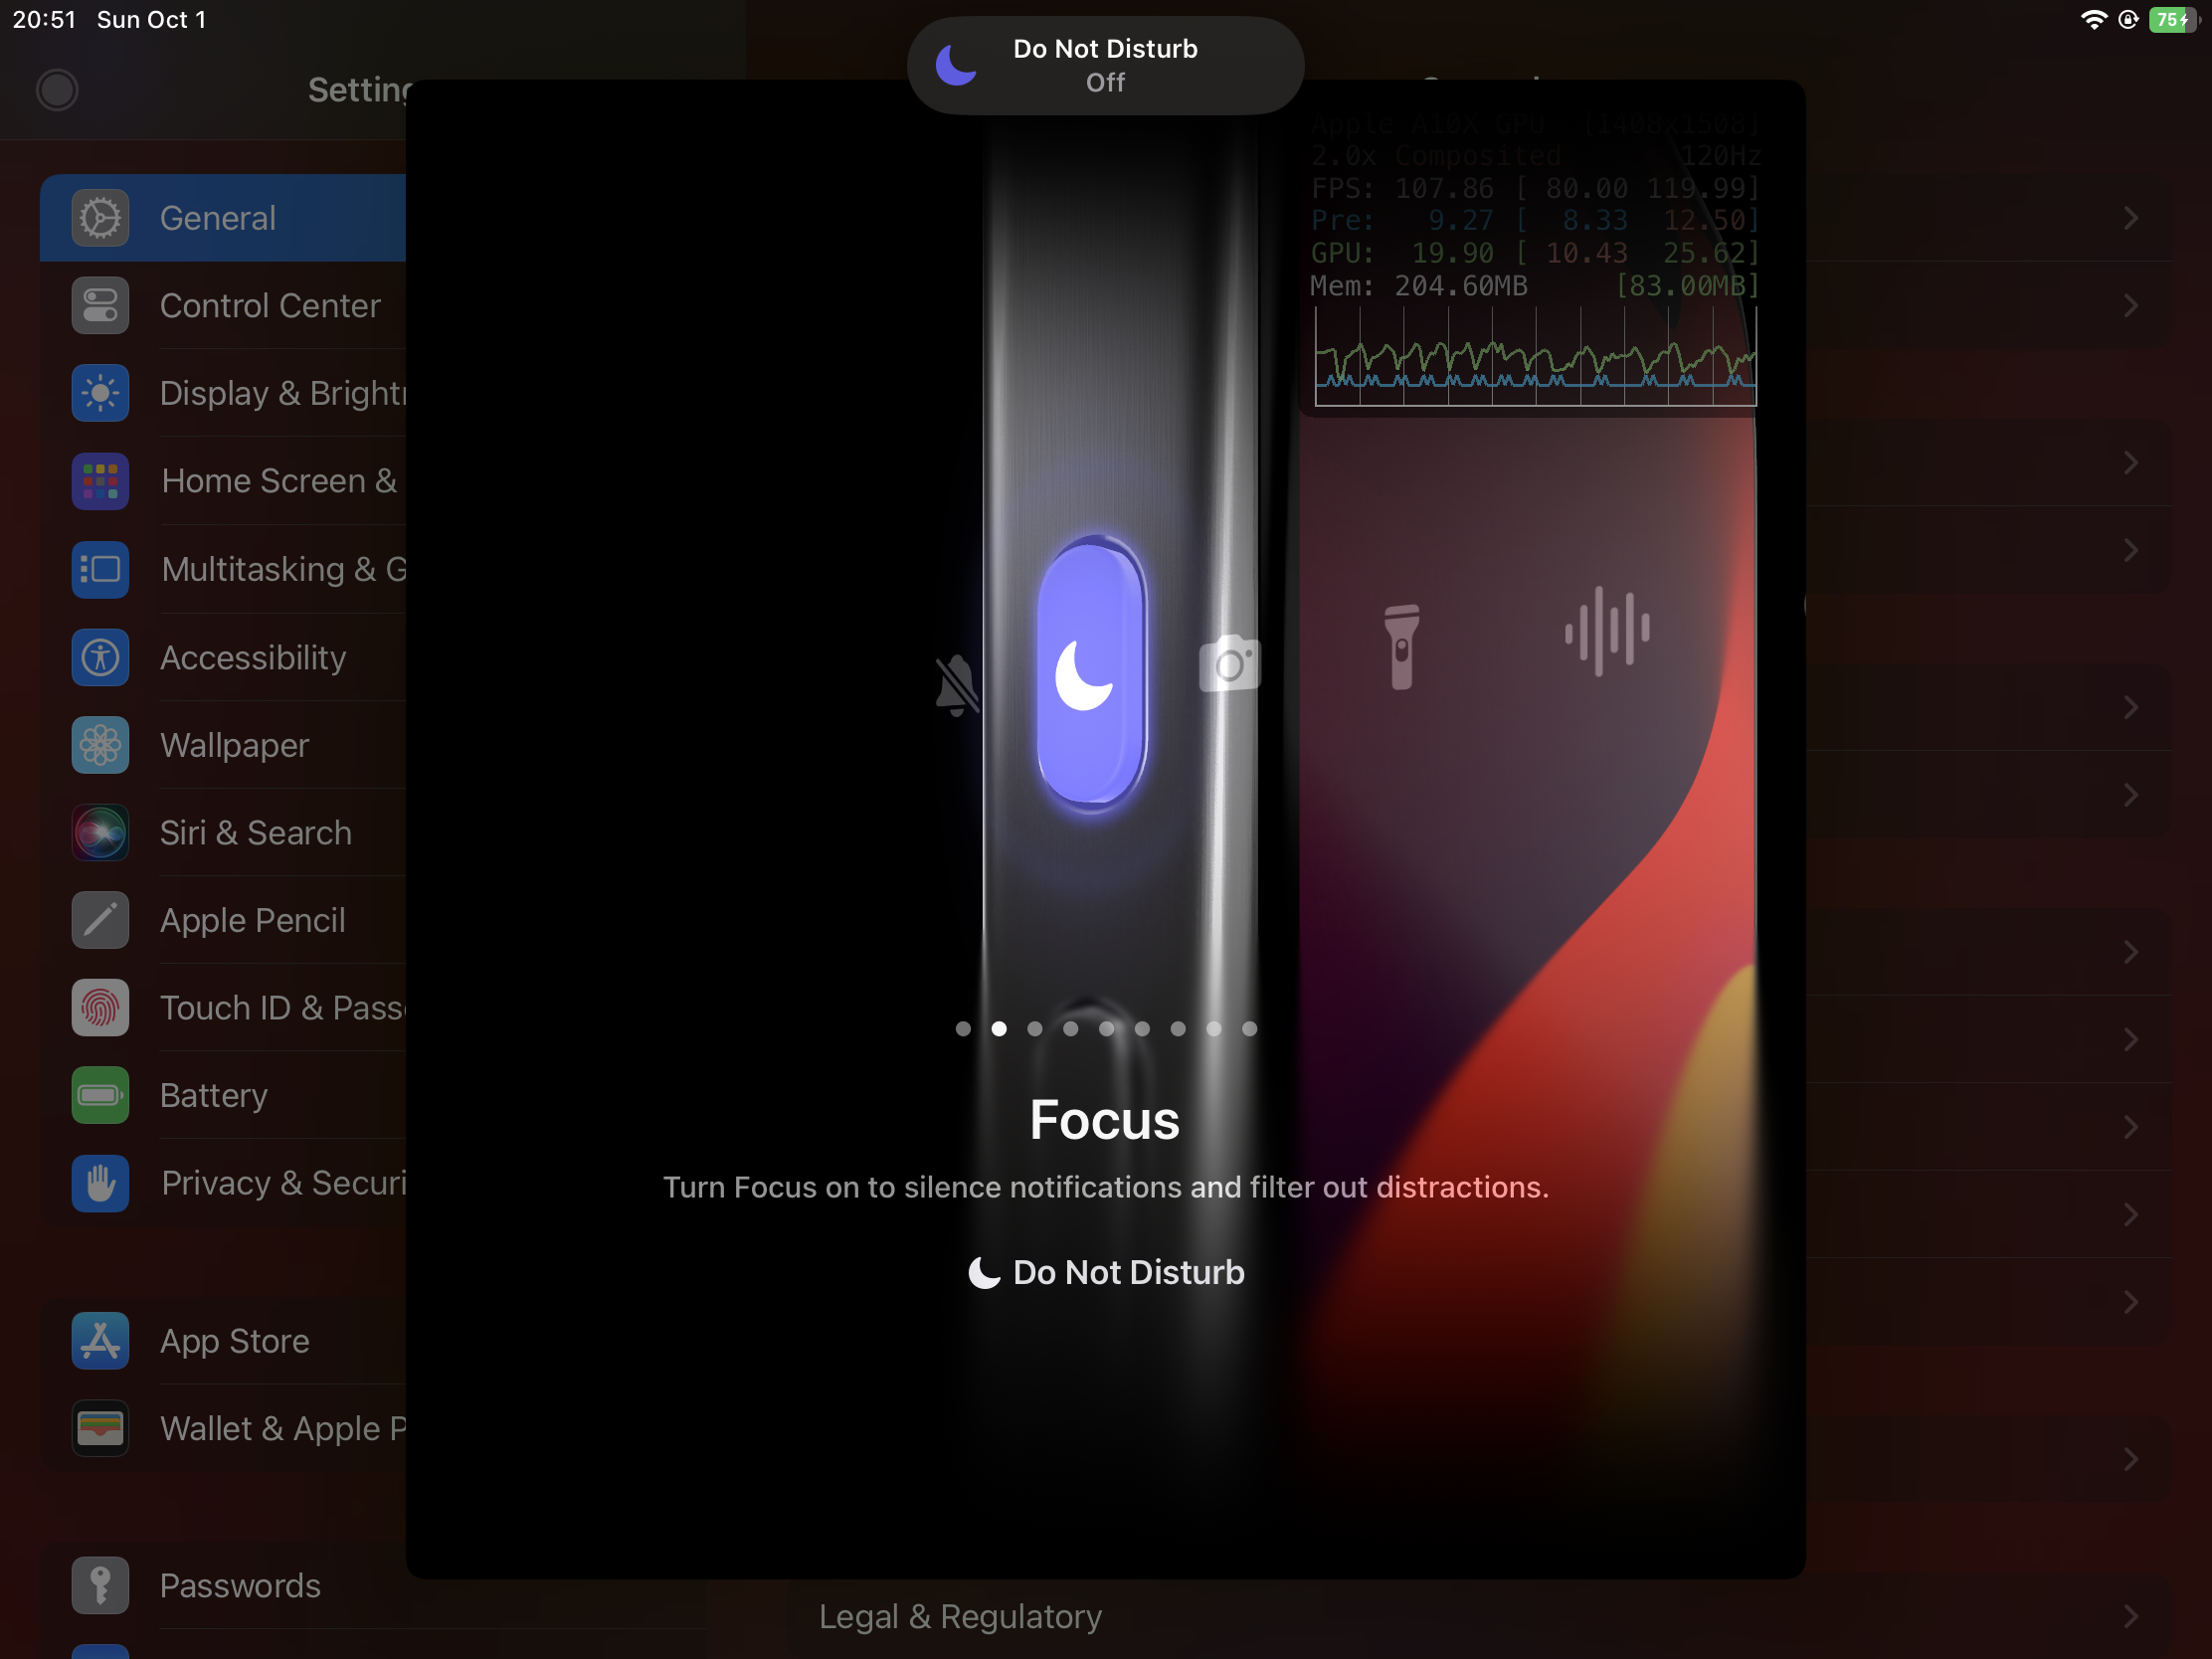 20:51 Sun Oct 1
75
Do Not Disturb
Off
Setting
General
Control Center
Display & Brightn
Home Screen &
Multitasking & G
Accessibility
Wallpaper
Siri & Search
Apple Pencil
Touch ID & Passc
Battery
Privacy & Securi
App Store
Wallet & Apple P
Passwords
Apple A10X GPU [1408x1508]
2.0x Composited 120Hz
FPS: 107.86 [ 80.00 119.99]
Pre: 9.27 [ 8.33 12.50]
GPU: 19.90 [ 10.43 25.62]
Mem: 204.60MB [83.00MB]
Focus
Turn Focus on to silence notifications and filter out distractions.
Do Not Disturb
Legal & Regulatory